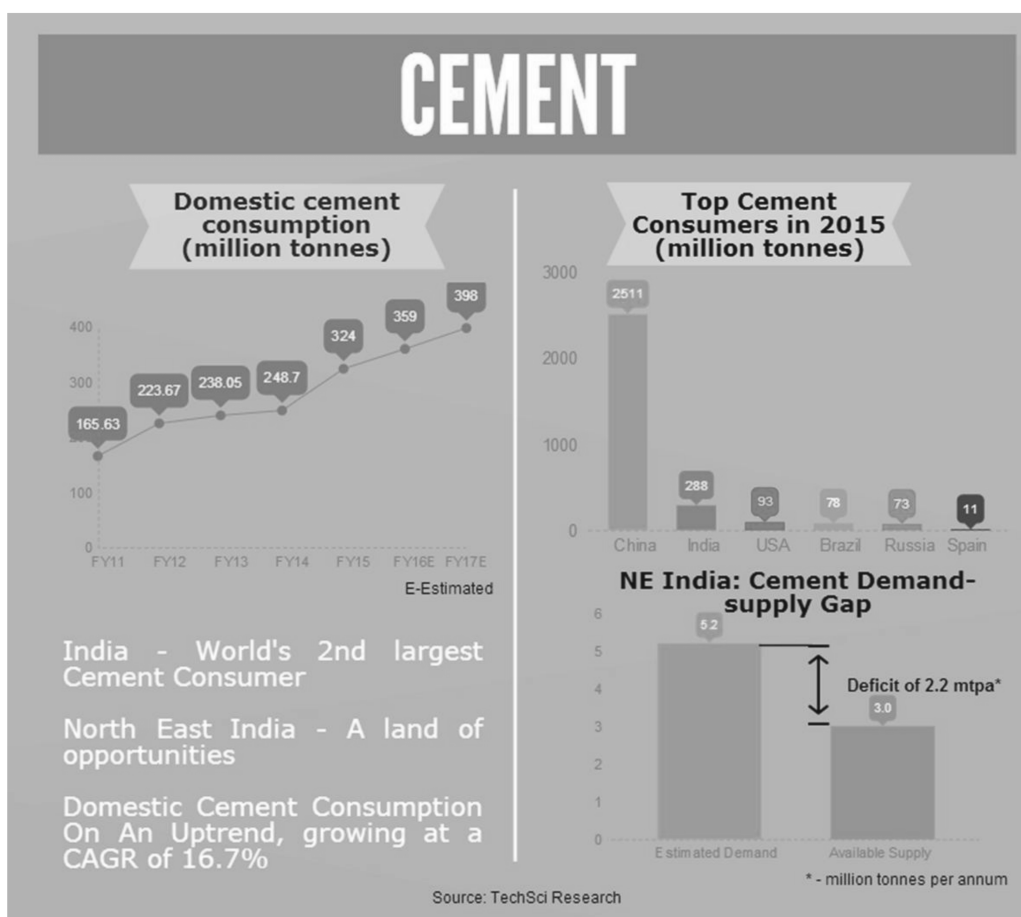 CEMENT
Domestic cement
consumption
(million tonnes)
400
300
100
0
165.63
223.67
238.05
248.7
324
359
398
FY11
FY12
FY13
FY14
FY15
FY16E
FY17E
E-Estimated
India - World's 2nd largest
Cement Consumer
North East India - A land of
opportunities
Domestic Cement Consumption
On An Uptrend, growing at a
CAGR of 16.7%
Top Cement
Consumers in 2015
(million tonnes)
3000
2000
1000
0
2511
288
93
78
73
11
China
India
USA
Brazil
Russia
Spain
NE India: Cement Demand-
supply Gap
6
5
4
3
2
1
0
5.2
Deficit of 2.2 mtpa*
3.0
Estimated Demand
Available Supply
* - million tonnes per annum
Source: TechSci Research